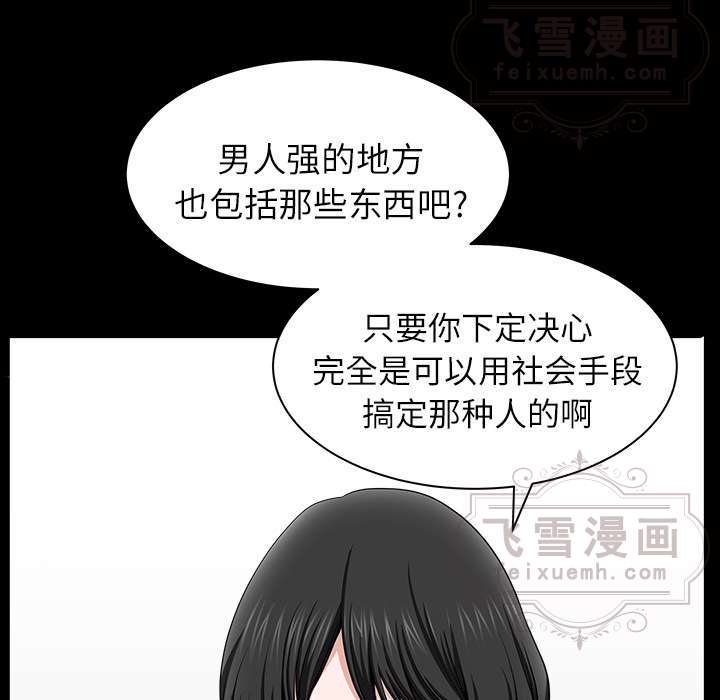 飞雪漫画
feixuemh.com
男人强的地方
也包括那些东西吧?
只要你下定决心
完全是可以用社会手段
搞定那种人的啊
飞雪漫画
feixuemh.com